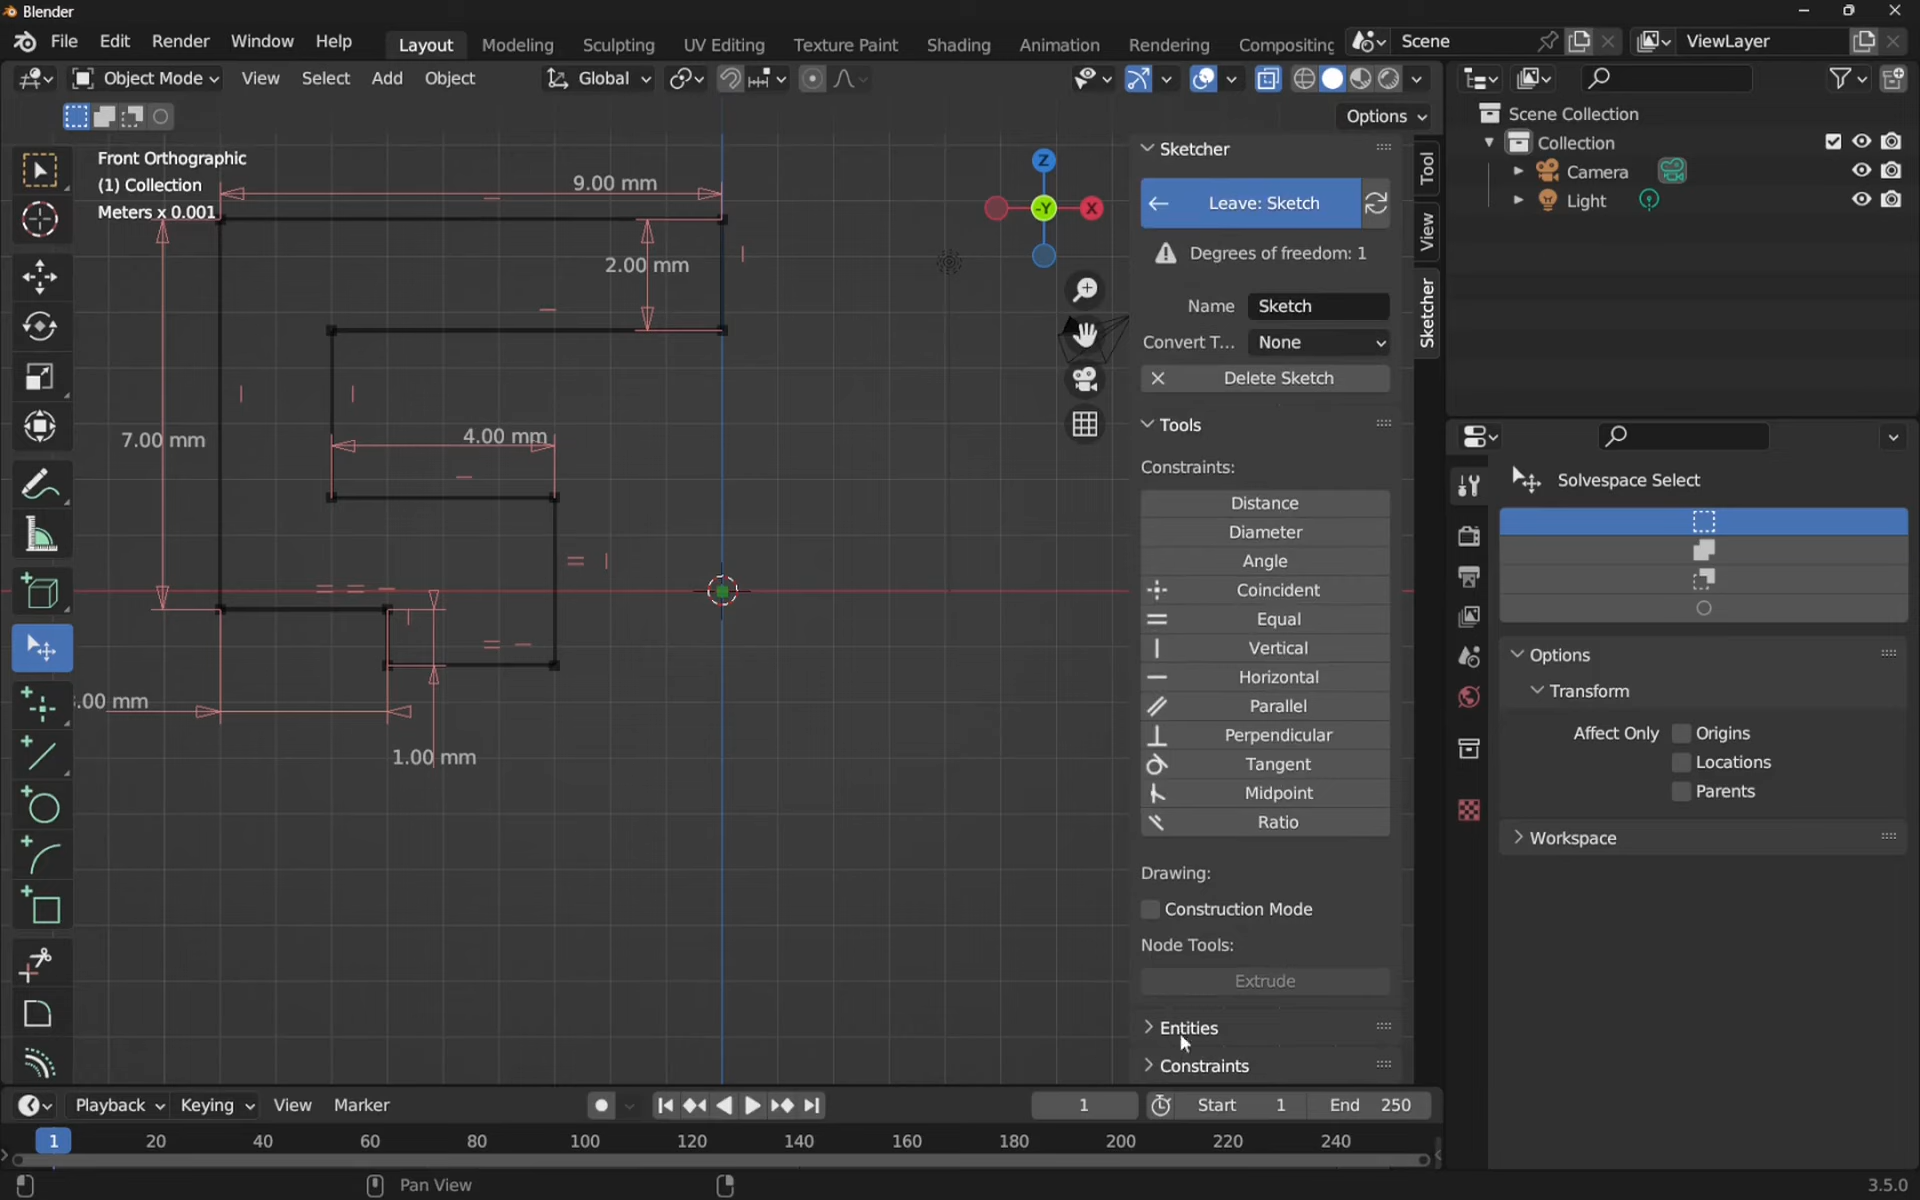 Blender
File Edit Render Window Help Layout Modeling Sculpting UV Editing Texture Paint Shading Animation Rendering Compositing Scene ViewLayer
Object Mode View Select Add Object Global
Options
Front Orthographic
(1) Collection
Meters x 0.001
9.00 mm
2.00 mm
7.00 mm
4.00 mm
.00 mm
1.00 mm
Z
-Y
X
Sketcher
Leave: Sketch
Degrees of freedom: 1
Name Sketch
Convert T... None
Delete Sketch
Tools
Constraints:
Distance
Diameter
Angle
Coincident
Equal
Vertical
Horizontal
Parallel
Perpendicular
Tangent
Midpoint
Ratio
Drawing:
Construction Mode
Node Tools:
Extrude
Entities
Constraints
Tool
View
Sketcher
Scene Collection
Collection
Camera
Light
Solvespace Select
Options
Transform
Affect Only Origins
Locations
Parents
Workspace
Playback Keying View Marker 1 Start 1 End 250
1 20 40 60 80 100 120 140 160 180 200 220 240
Pan View 3.5.0